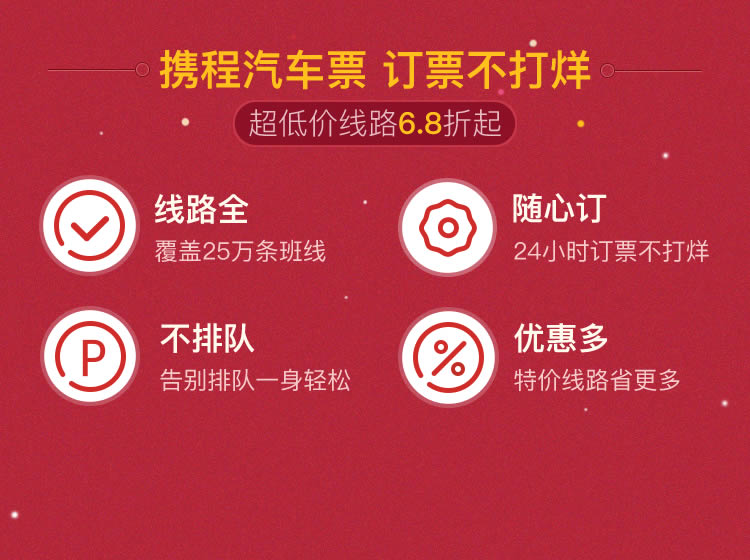 携程汽车票 订票不打烊
超低价线路6.8折起
线路全
覆盖25万条班线
随心订
24小时订票不打烊
P
不排队
告别排队一身轻松
%
优惠多
特价线路省更多